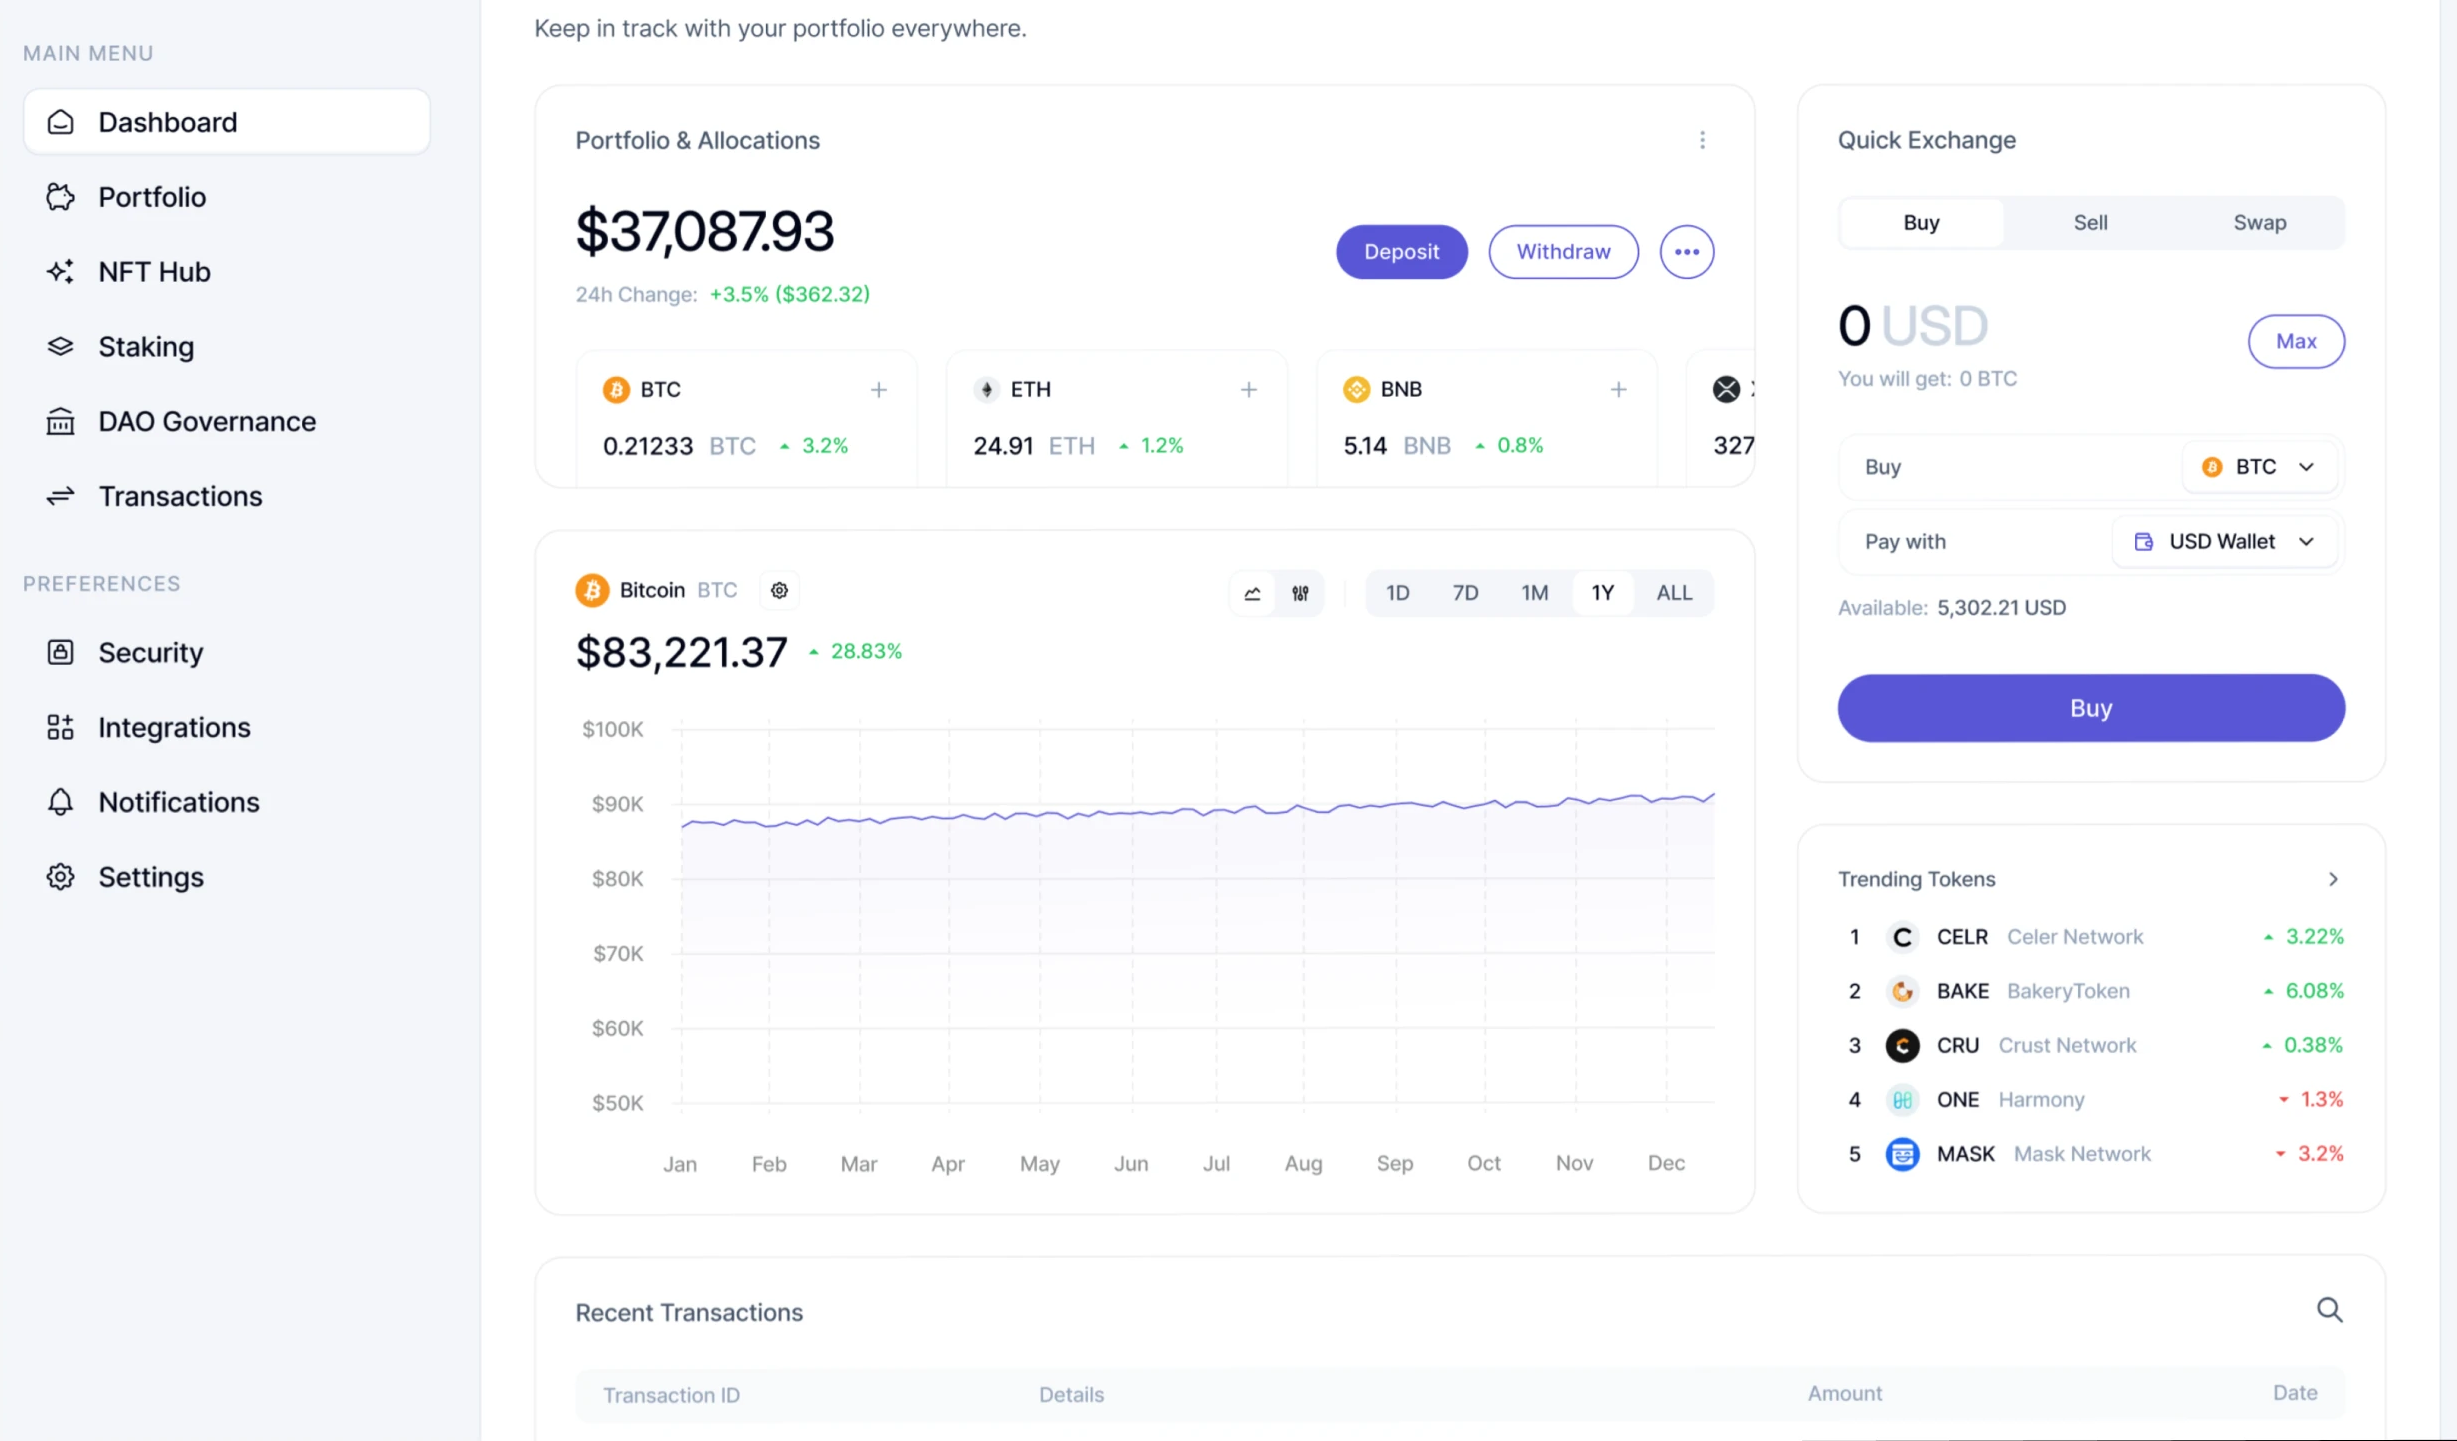 Keep in track with your portfolio everywhere.
MAIN MENU
Dashboard
Portfolio
NFT Hub
Staking
DAO Governance
Transactions
PREFERENCES
Security
Integrations
Notifications
Settings
Portfolio & Allocations
$37,087.93
24h Change: +3.5% ($362.32)
Deposit
Withdraw
BTC
0.21233 BTC 3.2%
ETH
24.91 ETH 1.2%
BNB
5.14 BNB 0.8%
327
Bitcoin BTC
$83,221.37 28.83%
1D 7D 1M 1Y ALL
$100K
$90K
$80K
$70K
$60K
$50K
Jan Feb Mar Apr May Jun Jul Aug Sep Oct Nov Dec
Quick Exchange
Buy Sell Swap
0 USD
Max
You will get: 0 BTC
Buy BTC
Pay with USD Wallet
Available: 5,302.21 USD
Buy
Trending Tokens
1 CELR Celer Network 3.22%
2 BAKE BakeryToken 6.08%
3 CRU Crust Network 0.38%
4 ONE Harmony 1.3%
5 MASK Mask Network 3.2%
Recent Transactions
Transaction ID Details Amount Date